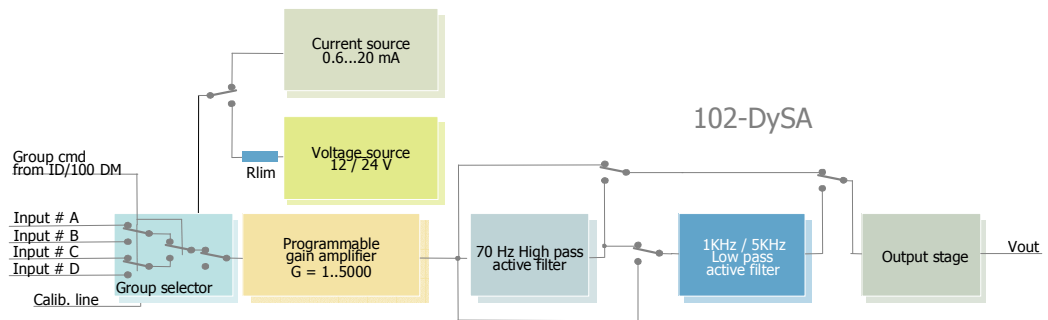 Current source
0.6...20 mA
102-DySA
Group cmd
from ID/100 DM
Voltage source
12 / 24 V
Rlim
Input # A
Input # B
Input # C
Input # D
Calib. line
Group selector
Programmable
gain amplifier
G = 1..5000
70 Hz High pass
active filter
1KHz / 5KHz
Low pass
active filter
Output stage
Vout